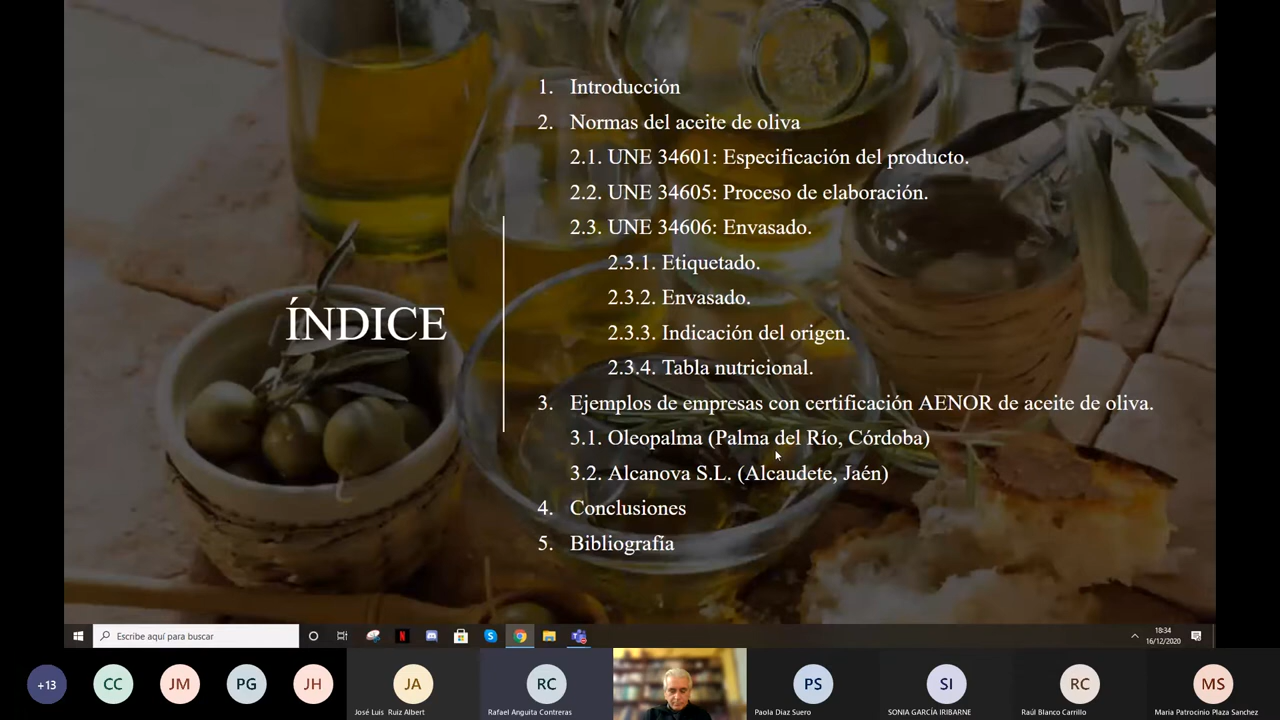 ÍNDICE
1. Introducción
2. Normas del aceite de oliva
2.1. UNE 34601: Especificación del producto.
2.2. UNE 34605: Proceso de elaboración.
2.3. UNE 34606: Envasado.
2.3.1. Etiquetado.
2.3.2. Envasado.
2.3.3. Indicación del origen.
2.3.4. Tabla nutricional.
3. Ejemplos de empresas con certificación AENOR de aceite de oliva.
3.1. Oleopalma (Palma del Río, Córdoba)
3.2. Alcanova S.L. (Alcaudete, Jaén)
4. Conclusiones
5. Bibliografía
Escribe aquí para buscar
18:34
16/12/2020
+13
CC
JM
PG
JH
JA
José Luis Ruiz Albert
RC
Rafael Anguita Contreras
PS
Paola Díaz Suero
SI
SONIA GARCÍA IRIBARNE
RC
Raúl Blanco Carrillo
MS
Maria Patrocinio Plaza Sanchez